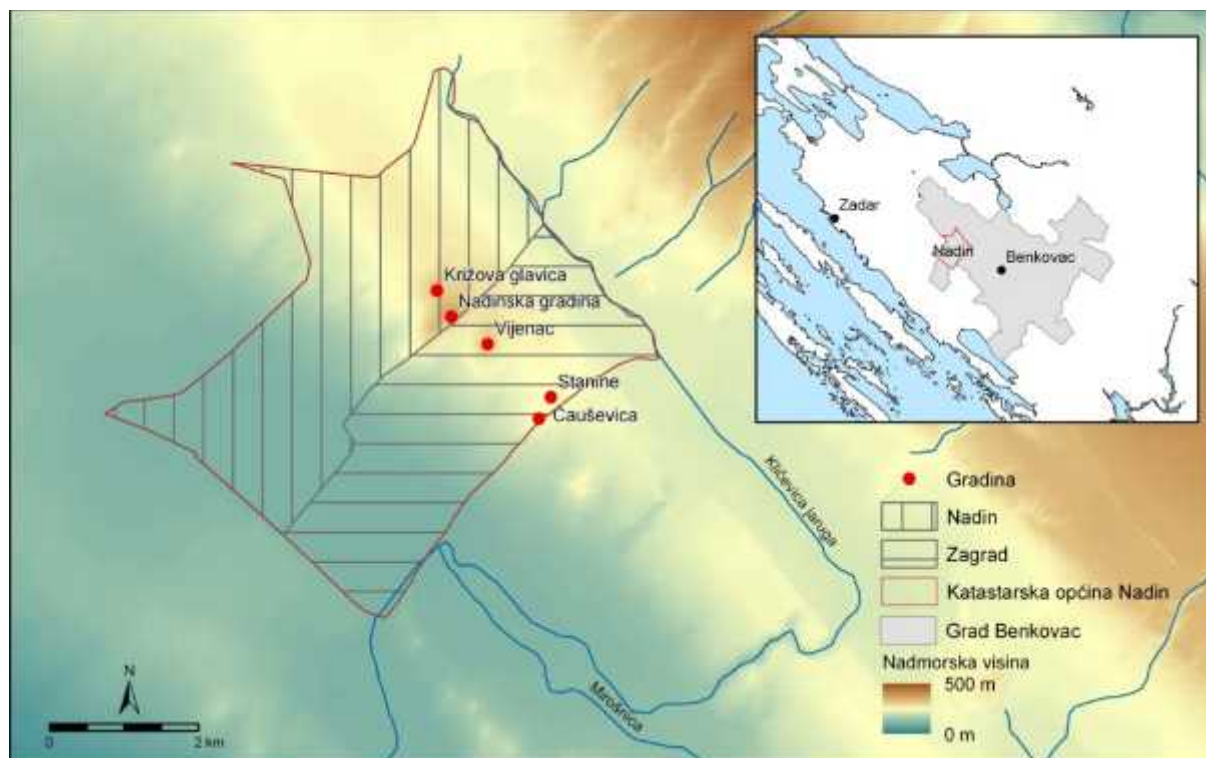 Križova glavica
Nadinska gradina
Vijenac
Stanine
Čauševica
Kličevica jaruga
Mirošnica
N
0 2 km
Zadar
Nadin
Benkovac
Gradina
Nadin
Zagrad
Katastarska općina Nadin
Grad Benkovac
Nadmorska visina
500 m
0 m